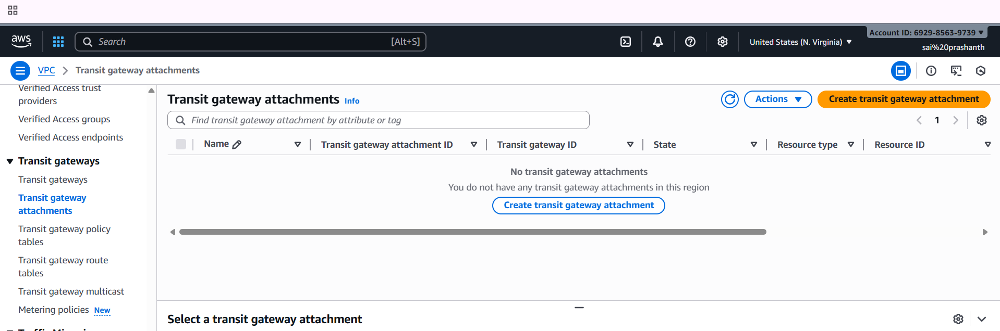 aws
Search
[Alt+S]
United States (N. Virginia)
Account ID: 6929-8563-9739
sai%20prashanth
VPC
Transit gateway attachments
Verified Access trust
providers
Verified Access groups
Verified Access endpoints
Transit gateways
Transit gateways
Transit gateway
attachments
Transit gateway policy
tables
Transit gateway route
tables
Transit gateway multicast
Metering policies New
Transit gateway attachments Info
Actions
Create transit gateway attachment
Find transit gateway attachment by attribute or tag
1
Name
Transit gateway attachment ID
Transit gateway ID
State
Resource type
Resource ID
No transit gateway attachments
You do not have any transit gateway attachments in this region
Create transit gateway attachment
Select a transit gateway attachment